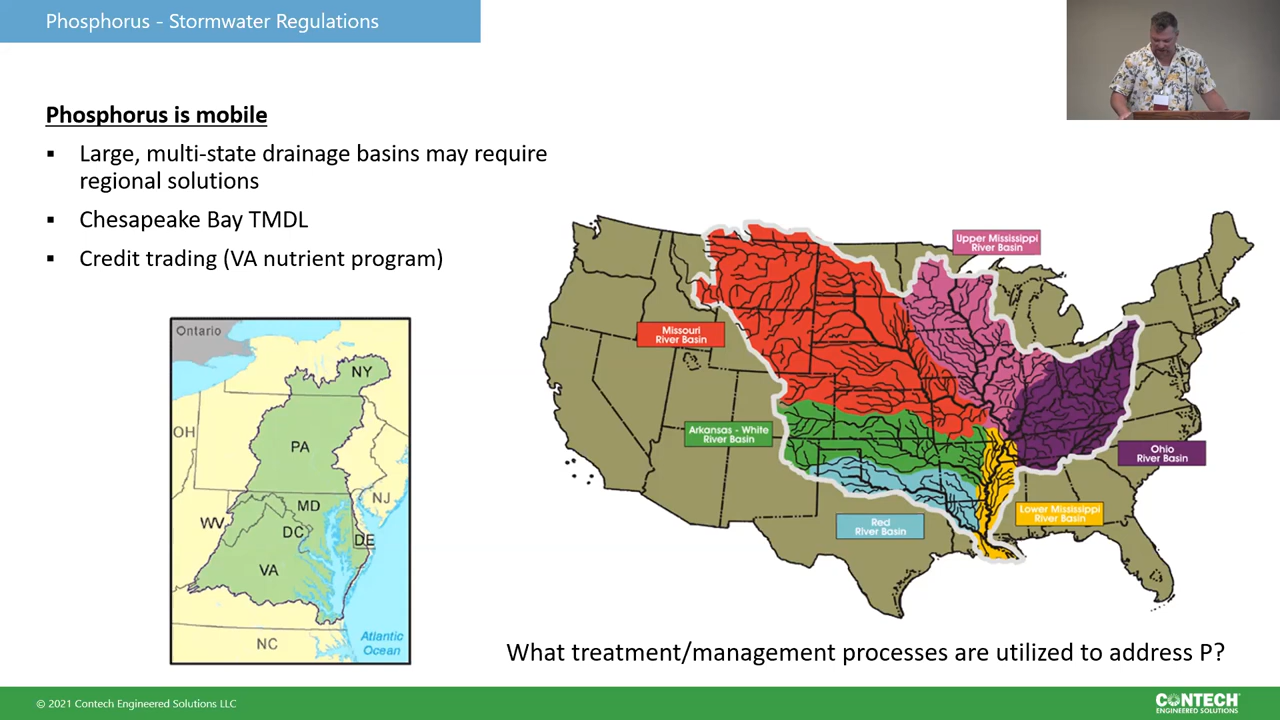 Phosphorus - Stormwater Regulations
Phosphorus is mobile
▪ Large, multi-state drainage basins may require
regional solutions
▪ Chesapeake Bay TMDL
▪ Credit trading (VA nutrient program)
Ontario
NY
OH
PA
NJ
MD
WV
DC
DE
VA
NC
Atlantic
Ocean
Upper Mississippi
River Basin
Missouri
River Basin
Arkansas - White
River Basin
Ohio
River Basin
Lower Mississippi
River Basin
Red
River Basin
What treatment/management processes are utilized to address P?
© 2021 Contech Engineered Solutions LLC
CONTECH
ENGINEERED SOLUTIONS